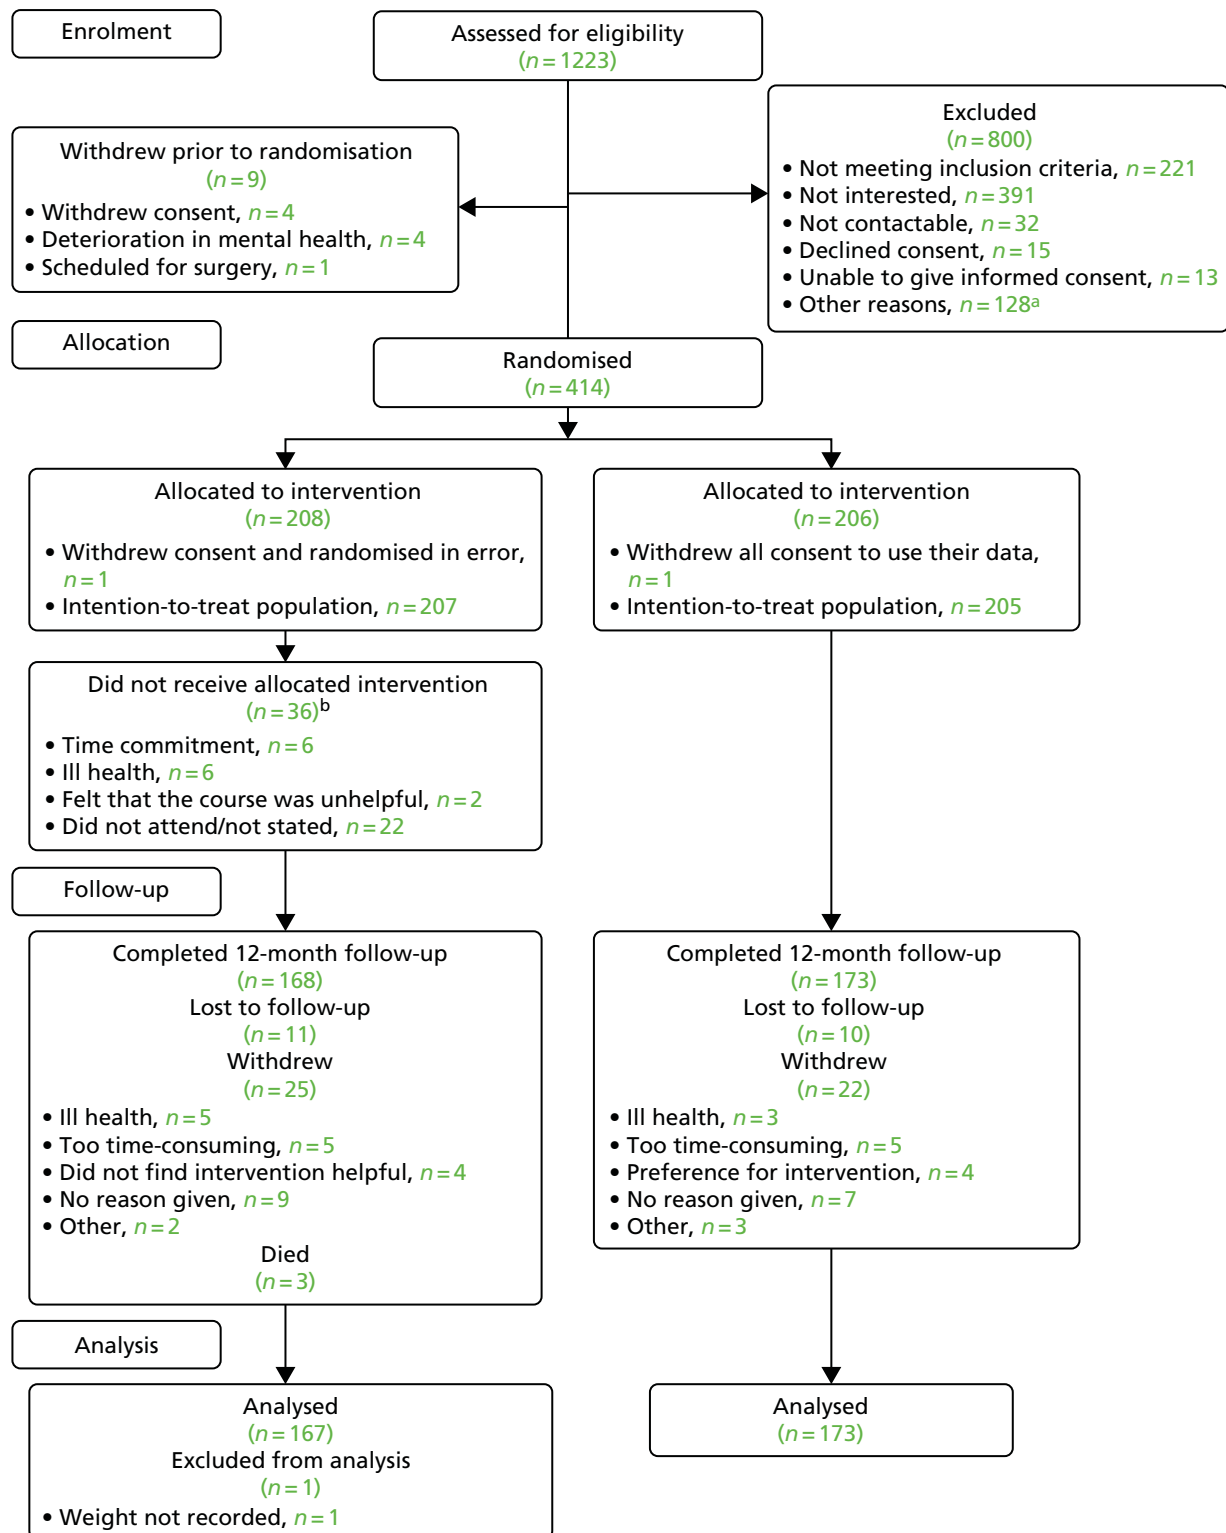 Enrolment
Assessed for eligibility
(n = 1223)
Excluded
(n = 800)
• Not meeting inclusion criteria, n = 221
• Not interested, n = 391
• Not contactable, n = 32
• Declined consent, n = 15
• Unable to give informed consent, n = 13
• Other reasons, n = 128a
Withdrew prior to randomisation
(n = 9)
• Withdrew consent, n = 4
• Deterioration in mental health, n = 4
• Scheduled for surgery, n = 1
Allocation
Randomised
(n = 414)
Allocated to intervention
(n = 208)
• Withdrew consent and randomised in error,
n = 1
• Intention-to-treat population, n = 207
Allocated to intervention
(n = 206)
• Withdrew all consent to use their data,
n = 1
• Intention-to-treat population, n = 205
Did not receive allocated intervention
(n = 36)b
• Time commitment, n = 6
• Ill health, n = 6
• Felt that the course was unhelpful, n = 2
• Did not attend/not stated, n = 22
Follow-up
Completed 12-month follow-up
(n = 168)
Lost to follow-up
(n = 11)
Withdrew
(n = 25)
• Ill health, n = 5
• Too time-consuming, n = 5
• Did not find intervention helpful, n = 4
• No reason given, n = 9
• Other, n = 2
Died
(n = 3)
Completed 12-month follow-up
(n = 173)
Lost to follow-up
(n = 10)
Withdrew
(n = 22)
• Ill health, n = 3
• Too time-consuming, n = 5
• Preference for intervention, n = 4
• No reason given, n = 7
• Other, n = 3
Analysis
Analysed
(n = 167)
Excluded from analysis
(n = 1)
• Weight not recorded, n = 1
Analysed
(n = 173)